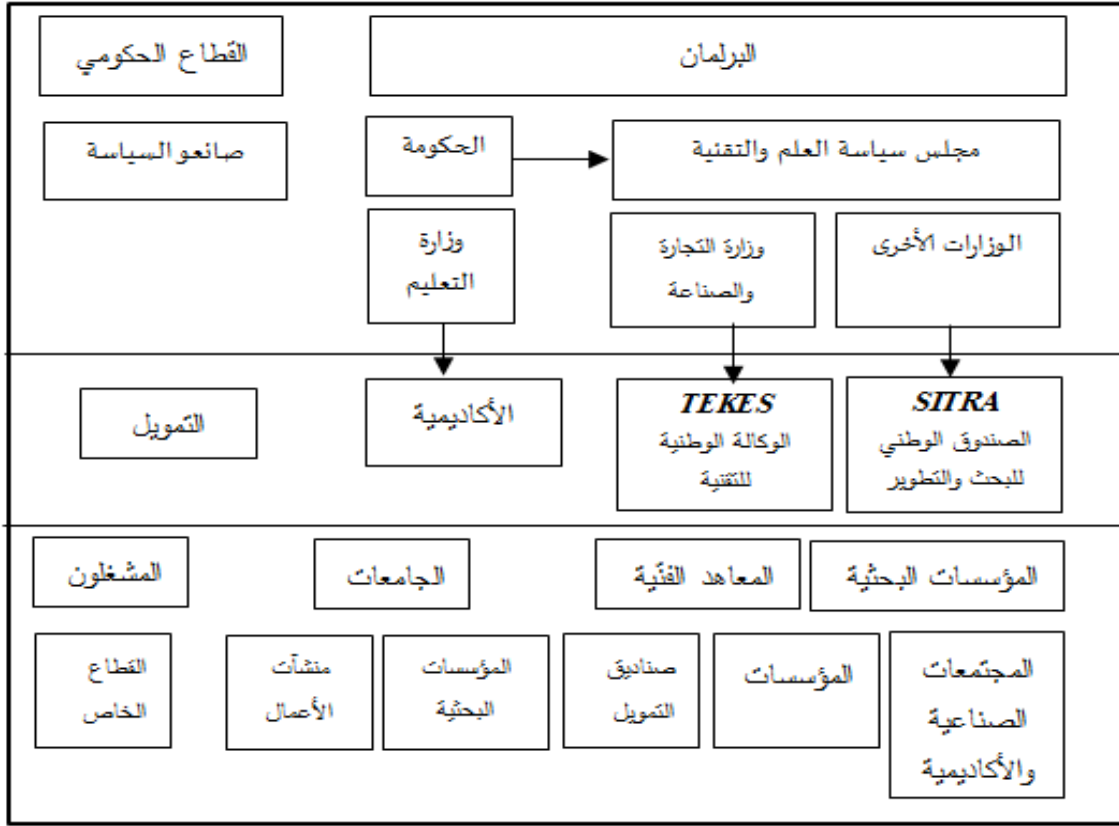 القطاع الحكومي
البرلمان
صانعو السياسة
الحكومة
مجلس سياسة العلم والتقنية
وزارة
التعليم
وزارة التجارة
والصناعة
الوزارات الأخرى
التمويل
الأكاديمية
TEKES
الوكالة الوطنية
للتقنية
SITRA
الصندوق الوطني
للبحث والتطوير
المشغلون
الجامعات
المعاهد الفنّية
المؤسسات البحثية
القطاع
الخاص
منشآت
الأعمال
المؤسسات
البحثية
صناديق
التمويل
المؤسسات
المجتمعات
الصناعية
والأكاديمية